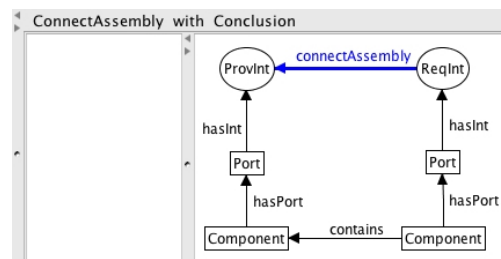 ConnectAssembly with Conclusion
connectAssembly
ProvInt
ReqInt
hasInt
hasInt
Port
Port
hasPort
hasPort
contains
Component
Component